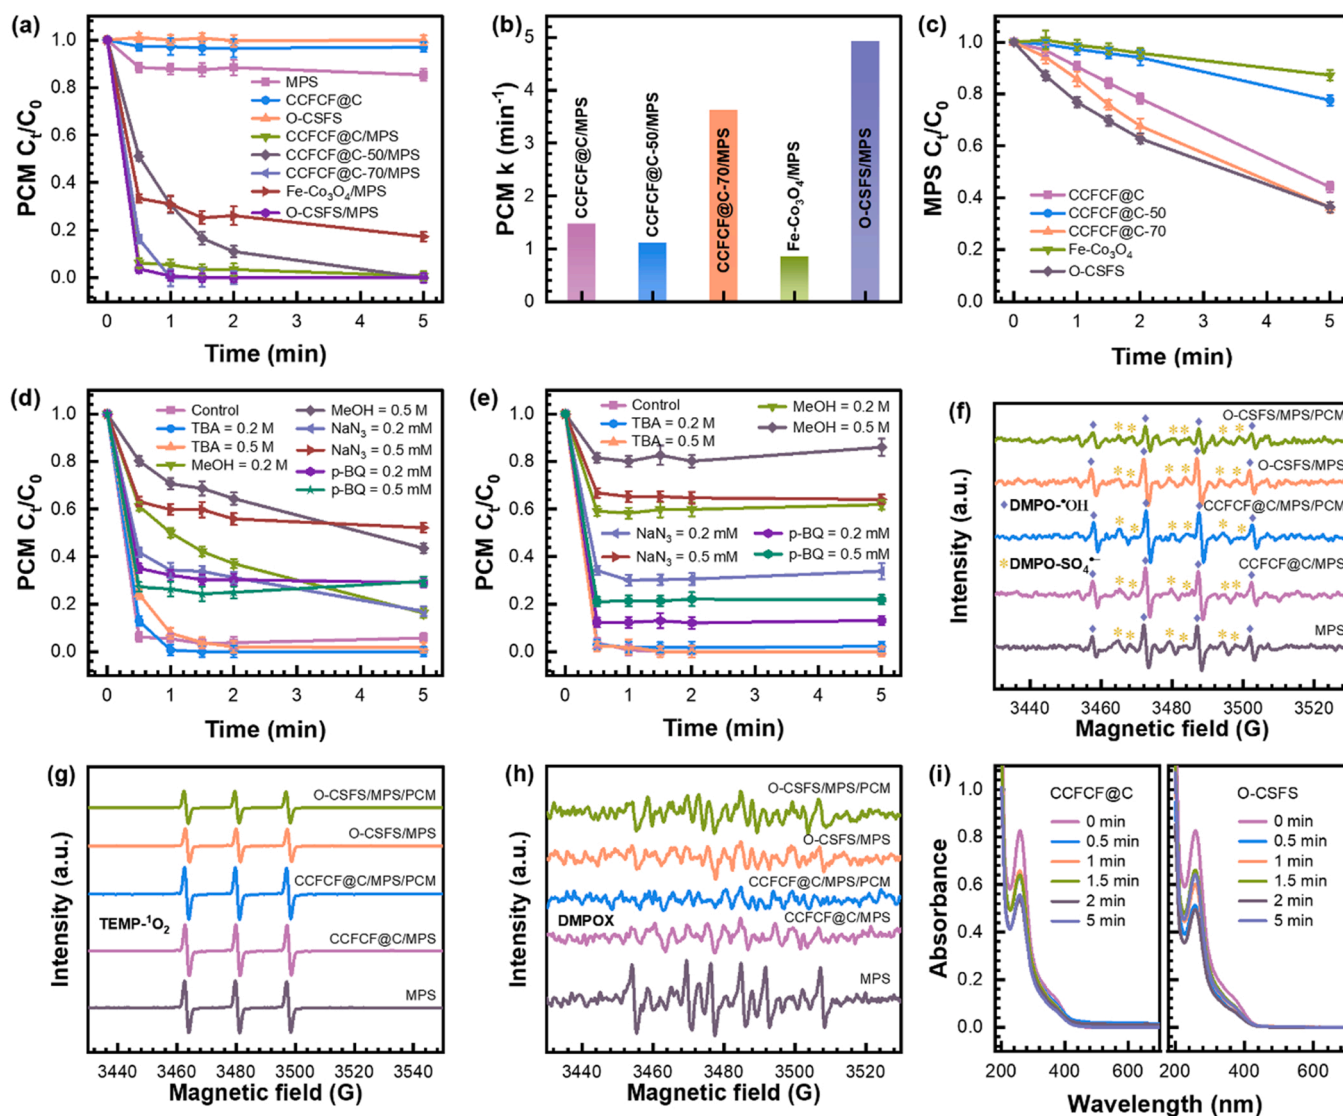 (a)
PCM Cₜ/C₀
1.0
0.8
0.6
0.4
0.2
0.0
MPS
CCFCF@C
O-CSFS
CCFCF@C/MPS
CCFCF@C-50/MPS
CCFCF@C-70/MPS
Fe-Co₃O₄/MPS
O-CSFS/MPS
0 1 2 3 4 5
Time (min)
(b)
PCM k (min⁻¹)
5
4
3
2
1
0
CCFCF@C/MPS
CCFCF@C-50/MPS
CCFCF@C-70/MPS
Fe-Co₃O₄/MPS
O-CSFS/MPS
(c)
MPS Cₜ/C₀
1.0
0.8
0.6
0.4
0.2
0.0
CCFCF@C
CCFCF@C-50
CCFCF@C-70
Fe-Co₃O₄
O-CSFS
0 1 2 3 4 5
Time (min)
(d)
PCM Cₜ/C₀
1.0
0.8
0.6
0.4
0.2
0.0
Control
TBA = 0.2 M
TBA = 0.5 M
MeOH = 0.2 M
MeOH = 0.5 M
NaN₃ = 0.2 mM
NaN₃ = 0.5 mM
p-BQ = 0.2 mM
p-BQ = 0.5 mM
0 1 2 3 4 5
Time (min)
(e)
PCM Cₜ/C₀
1.0
0.8
0.6
0.4
0.2
0.0
Control
TBA = 0.2 M
TBA = 0.5 M
MeOH = 0.2 M
MeOH = 0.5 M
NaN₃ = 0.2 mM
NaN₃ = 0.5 mM
p-BQ = 0.2 mM
p-BQ = 0.5 mM
0 1 2 3 4 5
Time (min)
(f)
Intensity (a.u.)
O-CSFS/MPS/PCM
O-CSFS/MPS
DMPO-•OH
CCFCF@C/MPS/PCM
DMPO-SO₄•⁻
CCFCF@C/MPS
MPS
3440 3460 3480 3500 3520
Magnetic field (G)
(g)
Intensity (a.u.)
O-CSFS/MPS/PCM
O-CSFS/MPS
CCFCF@C/MPS/PCM
TEMP-¹O₂
CCFCF@C/MPS
MPS
3440 3460 3480 3500 3520 3540
Magnetic field (G)
(h)
Intensity (a.u.)
O-CSFS/MPS/PCM
O-CSFS/MPS
CCFCF@C/MPS/PCM
DMPOX
CCFCF@C/MPS
MPS
3440 3460 3480 3500 3520
Magnetic field (G)
(i)
Absorbance
1.0
0.8
0.6
0.4
0.2
0.0
CCFCF@C
0 min
0.5 min
1 min
1.5 min
2 min
5 min
200 400 600
O-CSFS
0 min
0.5 min
1 min
1.5 min
2 min
5 min
200 400 600
Wavelength (nm)